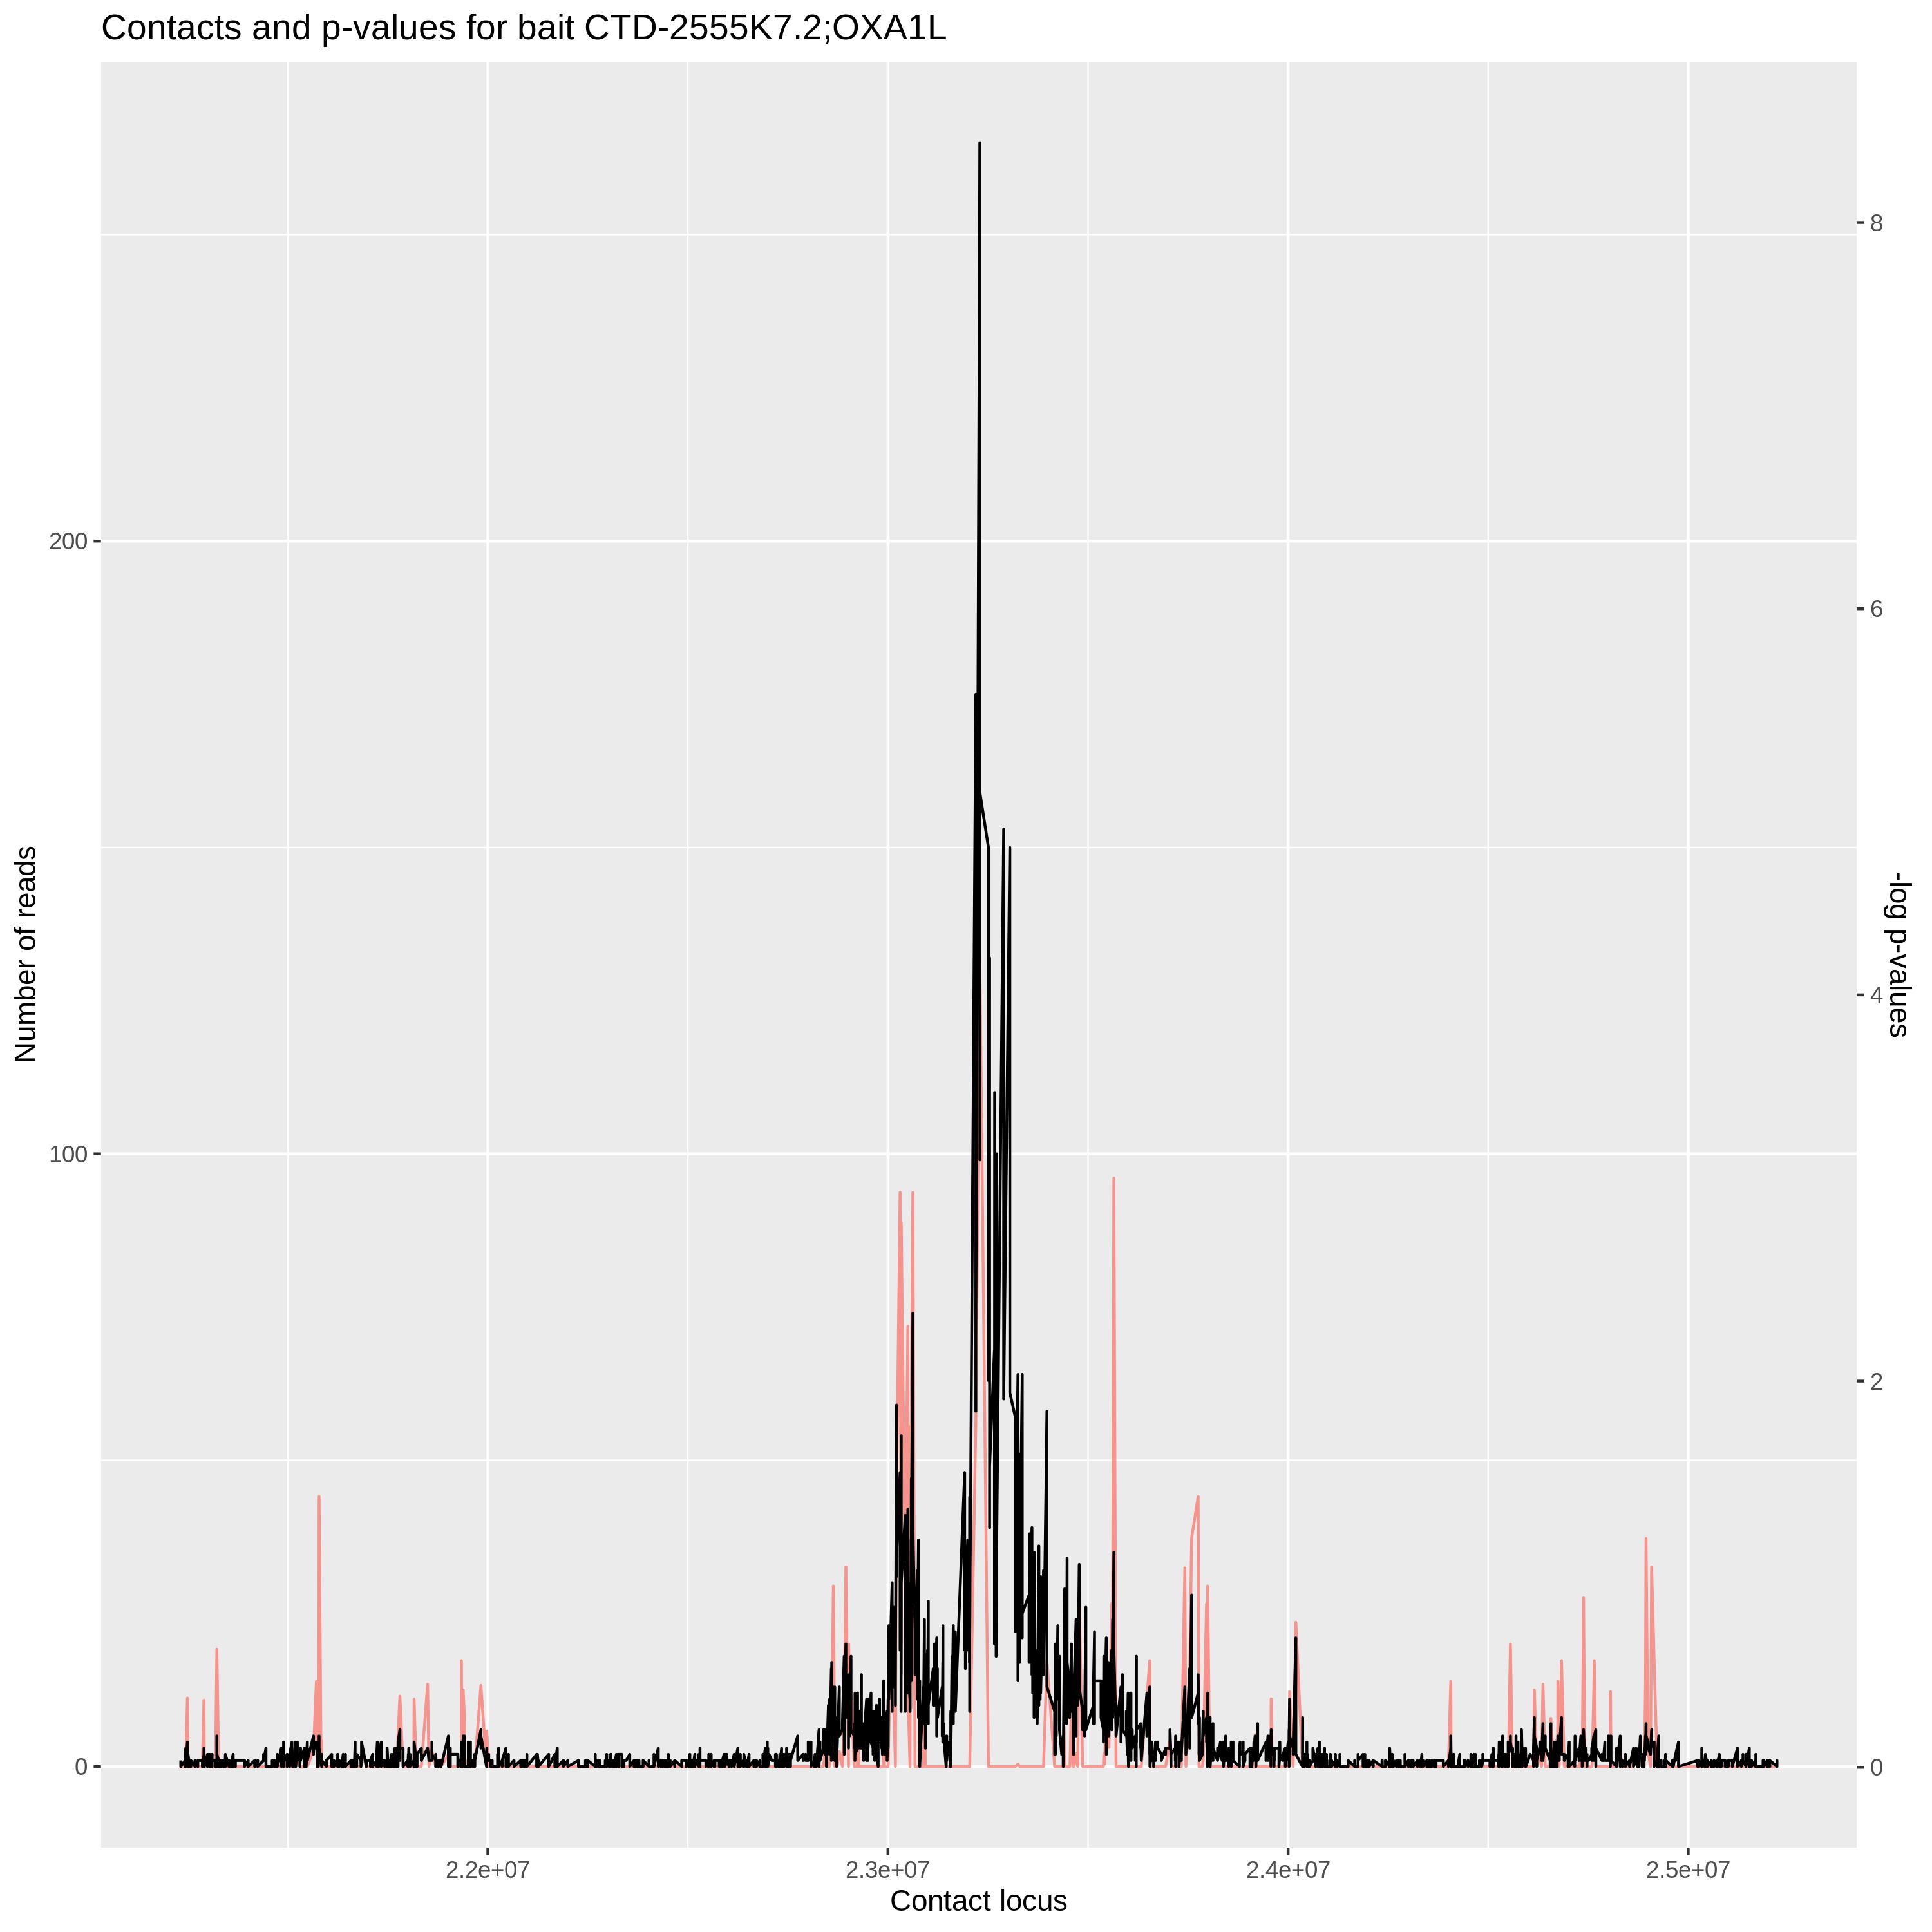 Contacts and p-values for bait CTD-2555K7.2;OXA1L
Number of reads
200
100
0
8
6
4
2
0
-log p-values
2.2e+07
2.3e+07
2.4e+07
2.5e+07
Contact locus